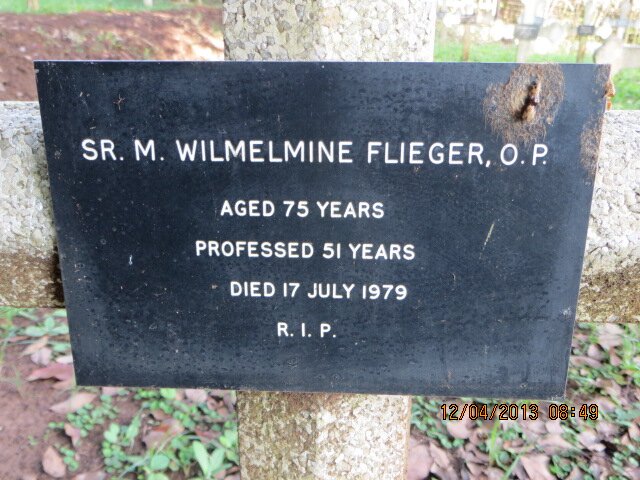 SR. M. WILMELMINE FLIEGER, O.P.
AGED 75 YEARS
PROFESSED 51 YEARS
DIED 17 JULY 1979
R. I. P.
12/04/2013 08:49